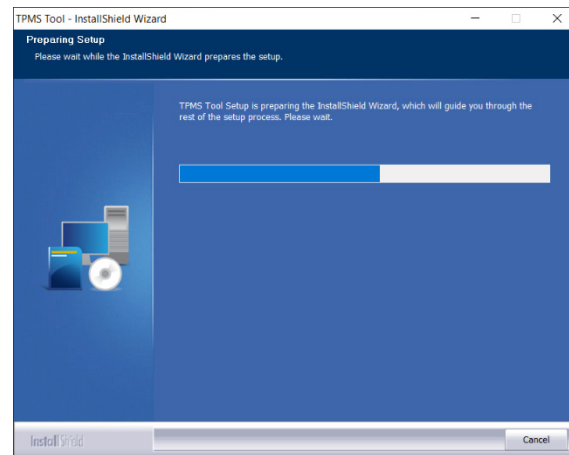 TPMS Tool - InstallShield Wizard
Preparing Setup
Please wait while the InstallShield Wizard prepares the setup.
TPMS Tool Setup is preparing the InstallShield Wizard, which will guide you through the
rest of the setup process. Please wait.
InstallShield
Cancel